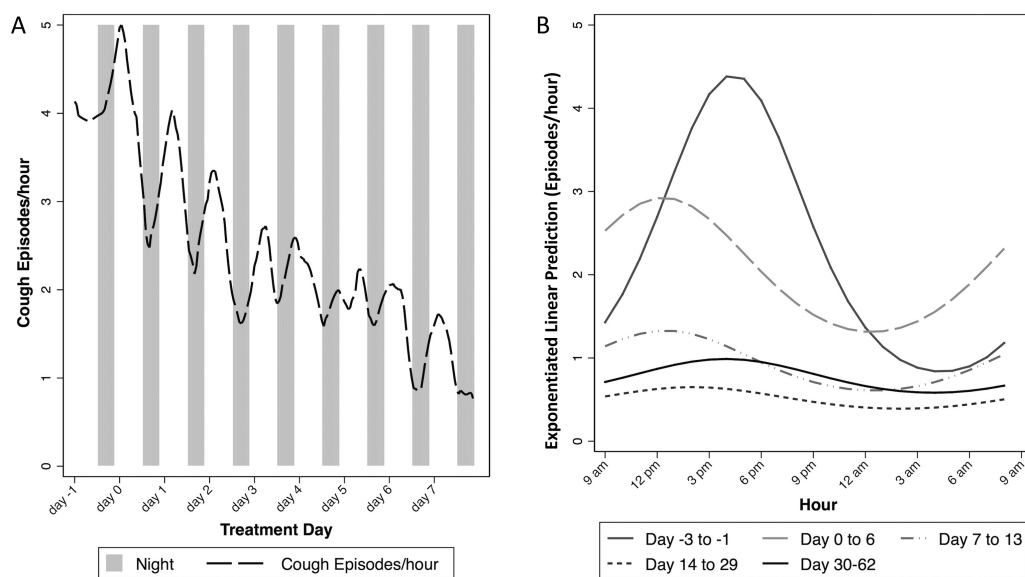 A
Cough Episodes/hour
5
4
3
2
1
0
day -1
day 0
day 1
day 2
day 3
day 4
day 5
day 6
day 7
Treatment Day
Night
Cough Episodes/hour
B
Exponentiated Linear Prediction (Episodes/hour)
5
4
3
2
1
0
9 am
12 pm
3 pm
6 pm
9 pm
12 am
3 am
6 am
9 am
Hour
Day -3 to -1
Day 0 to 6
Day 7 to 13
Day 14 to 29
Day 30-62